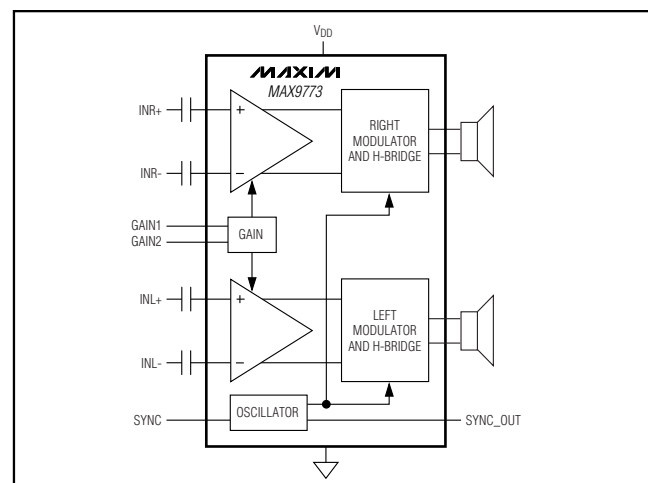 VDD
MAXIM
MAX9773
INR+
+
RIGHT
MODULATOR
AND H-BRIDGE
INR-
−
GAIN1
GAIN2
GAIN
INL+
+
LEFT
MODULATOR
AND H-BRIDGE
INL-
−
SYNC
OSCILLATOR
SYNC_OUT